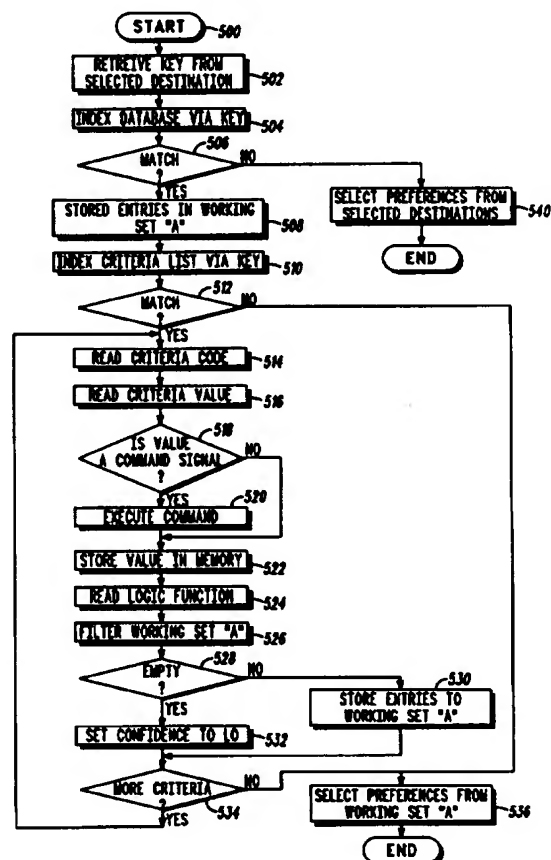 START 500
RETREIVE KEY FROM
SELECTED DESTINATION 502
INDEX DATABASE VIA KEY 504
506
MATCH
?
NO
YES
STORED ENTRIES IN WORKING
SET "A" 508
SELECT PREFERENCES FROM
SELECTED DESTINATIONS 540
END
INDEX CRITERIA LIST VIA KEY 510
512
MATCH
?
NO
YES
READ CRITERIA CODE 514
READ CRITERIA VALUE 516
518
IS VALUE
A COMMAND SIGNAL
?
NO
YES
520
EXECUTE COMMAND
STORE VALUE IN MEMORY 522
READ LOGIC FUNCTION 524
FILTER WORKING SET "A" 526
528
EMPTY
?
NO
YES
530
STORE ENTRIES TO
WORKING SET "A"
SET CONFIDENCE TO LO 532
MORE CRITERIA
?
NO
534
YES
SELECT PREFERENCES FROM
WORKING SET "A" 536
END